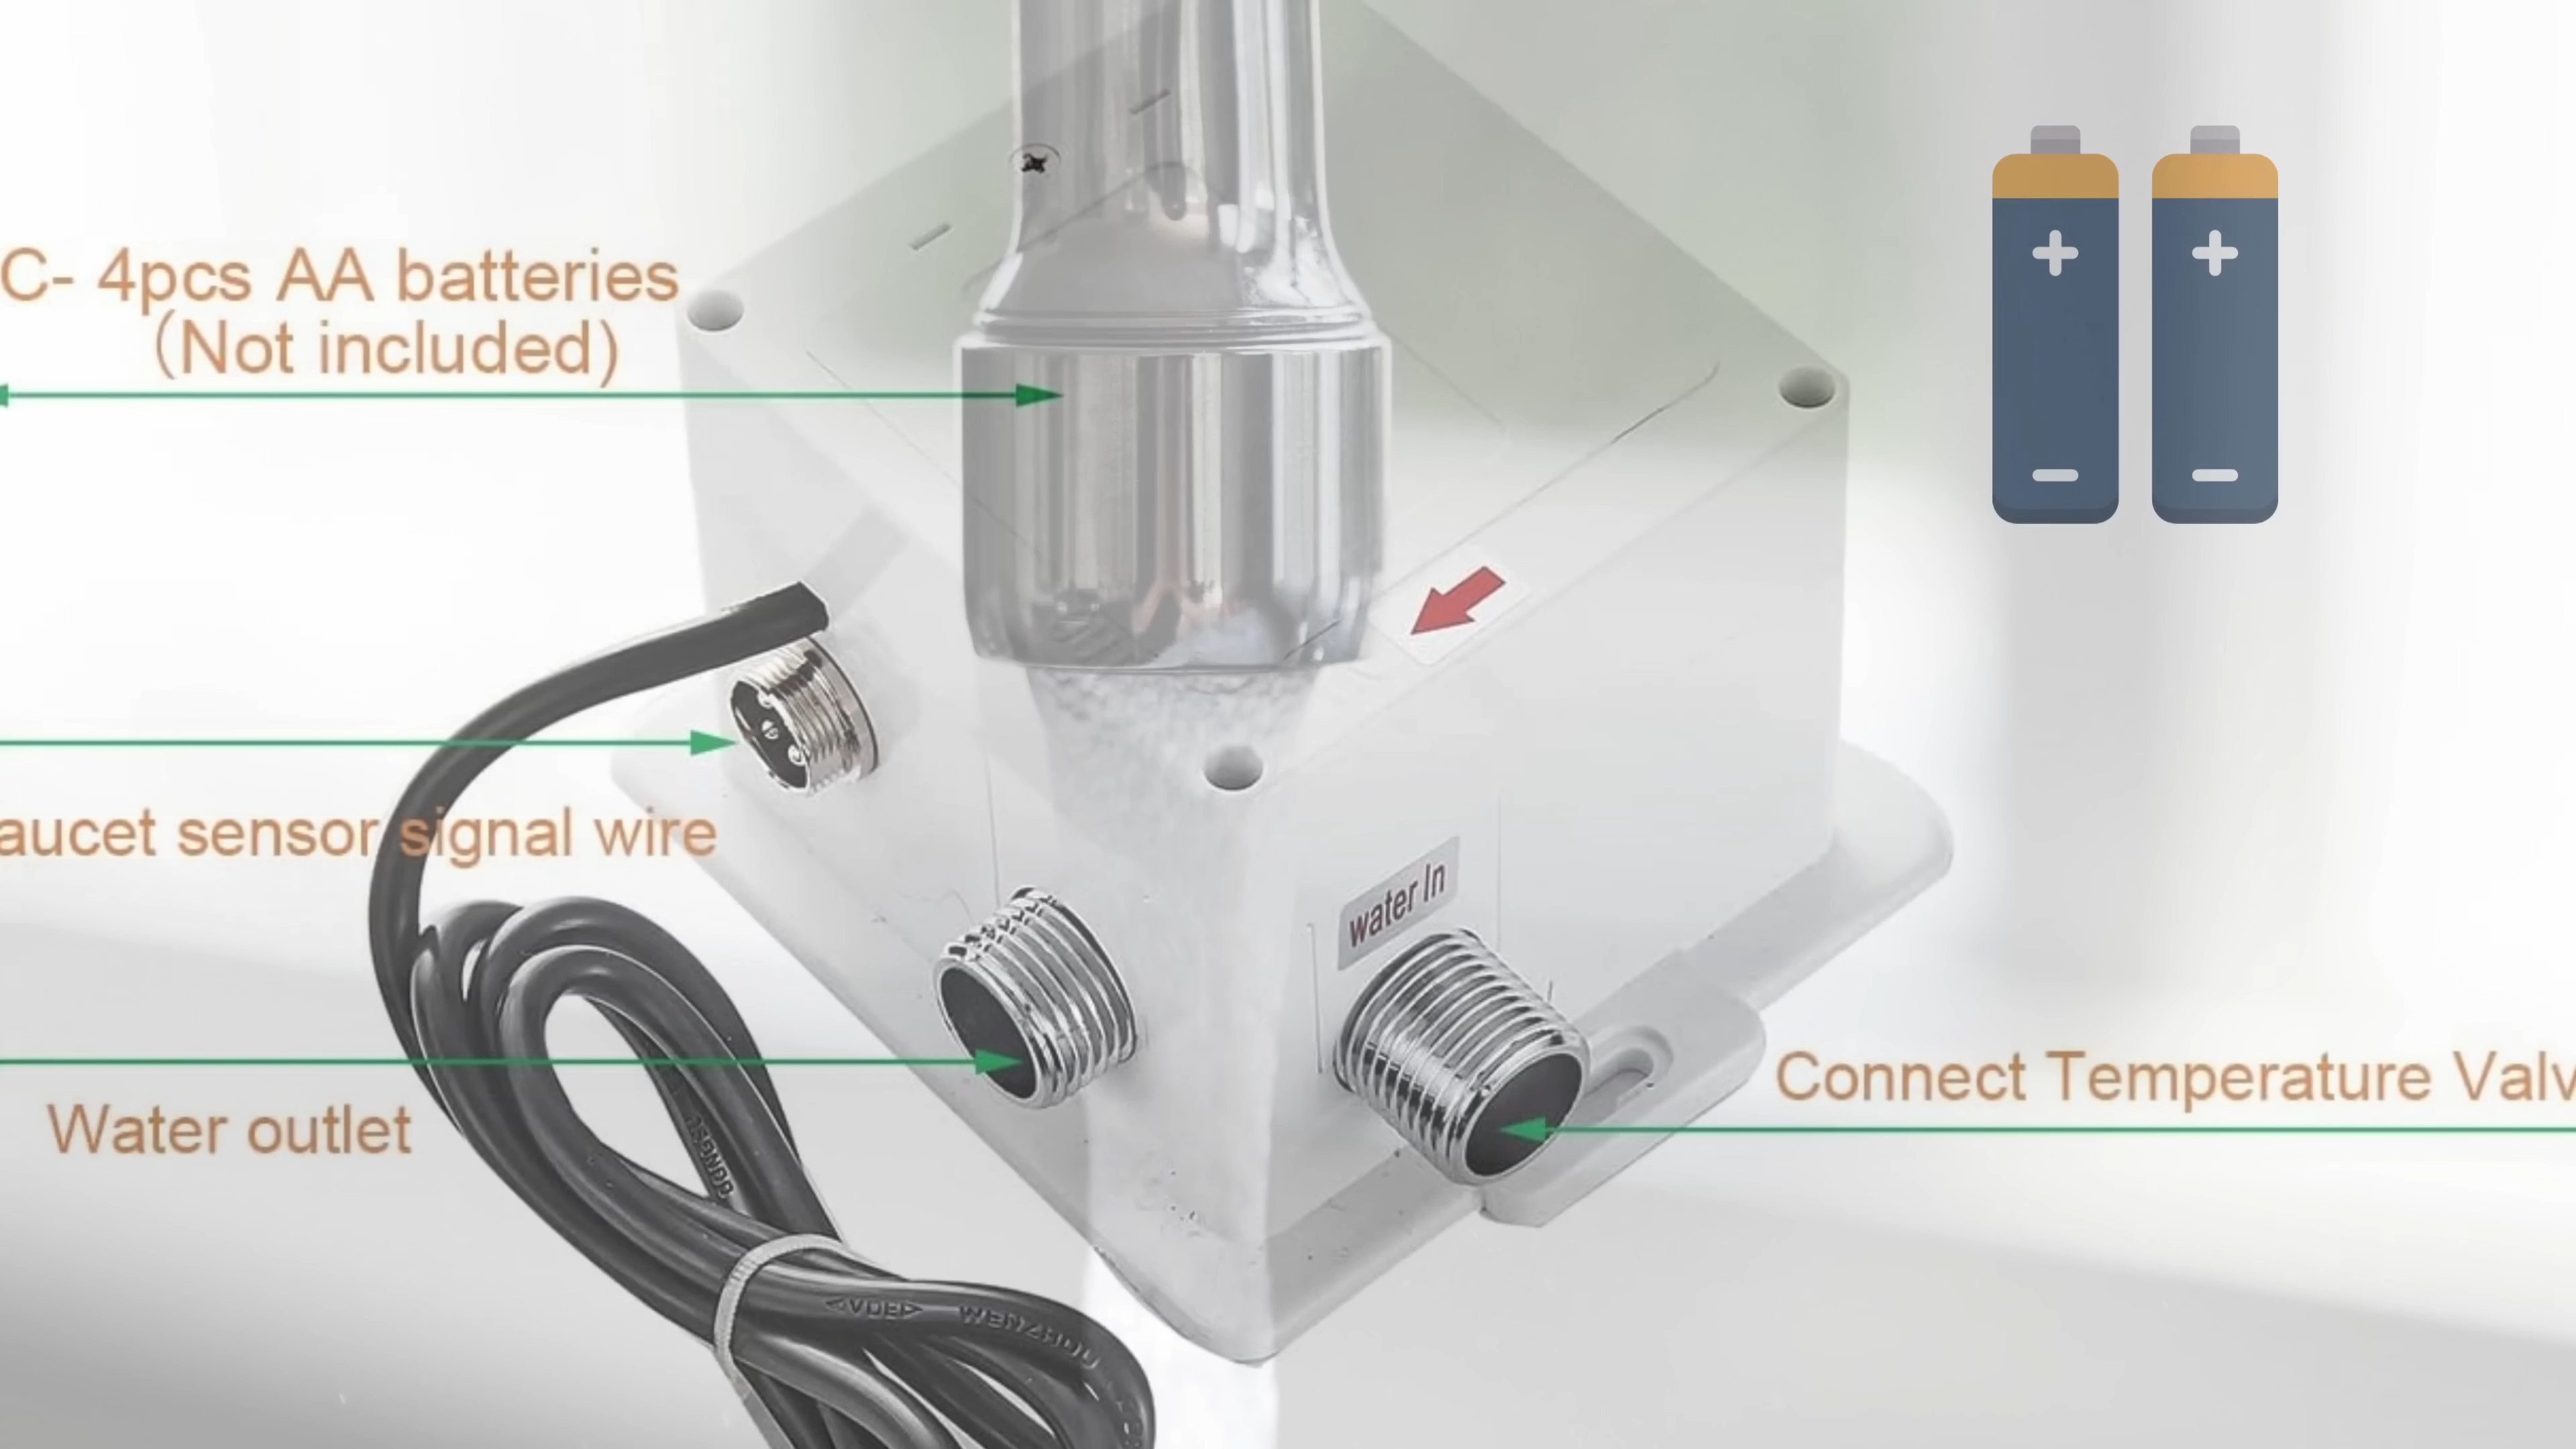 C- 4pcs AA batteries
(Not included)
aucet sensor signal wire
water In
Water outlet
Connect Temperature Valv
<VDE> WENZHOU